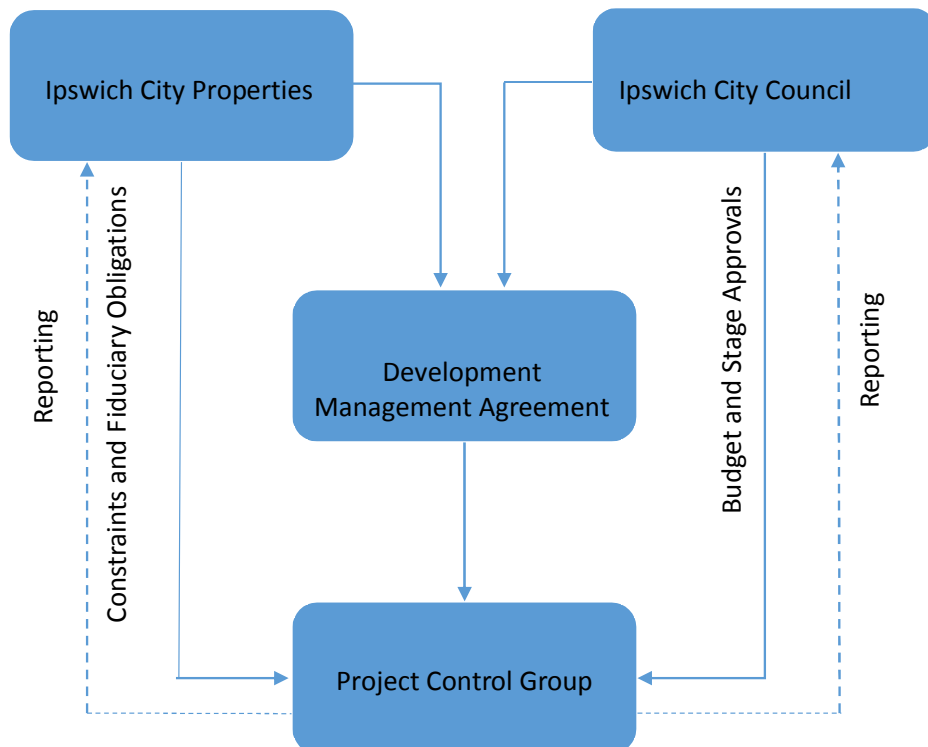 Ipswich City Properties
Ipswich City Council
Reporting
Constraints and Fiduciary Obligations
Budget and Stage Approvals
Reporting
Development
Management Agreement
Project Control Group